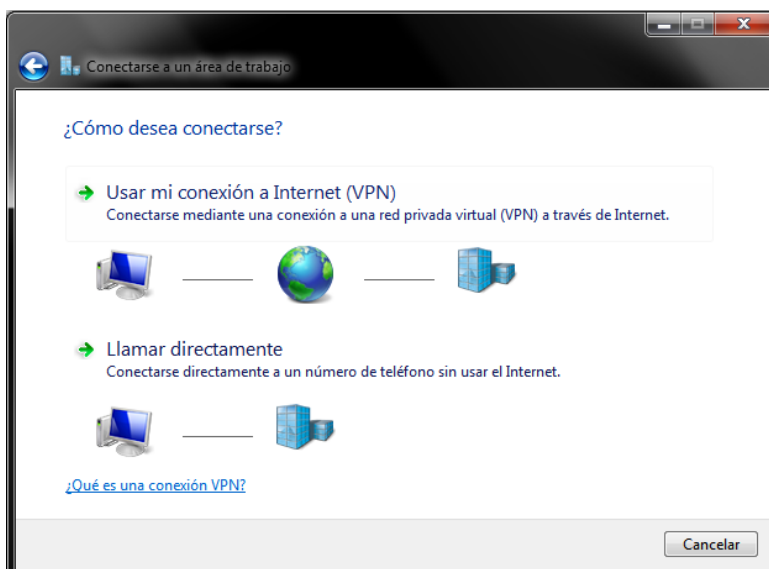 Conectarse a un área de trabajo
¿Cómo desea conectarse?
Usar mi conexión a Internet (VPN)
Conectarse mediante una conexión a una red privada virtual (VPN) a través de Internet.
Llamar directamente
Conectarse directamente a un número de teléfono sin usar el Internet.
¿Qué es una conexión VPN?
Cancelar